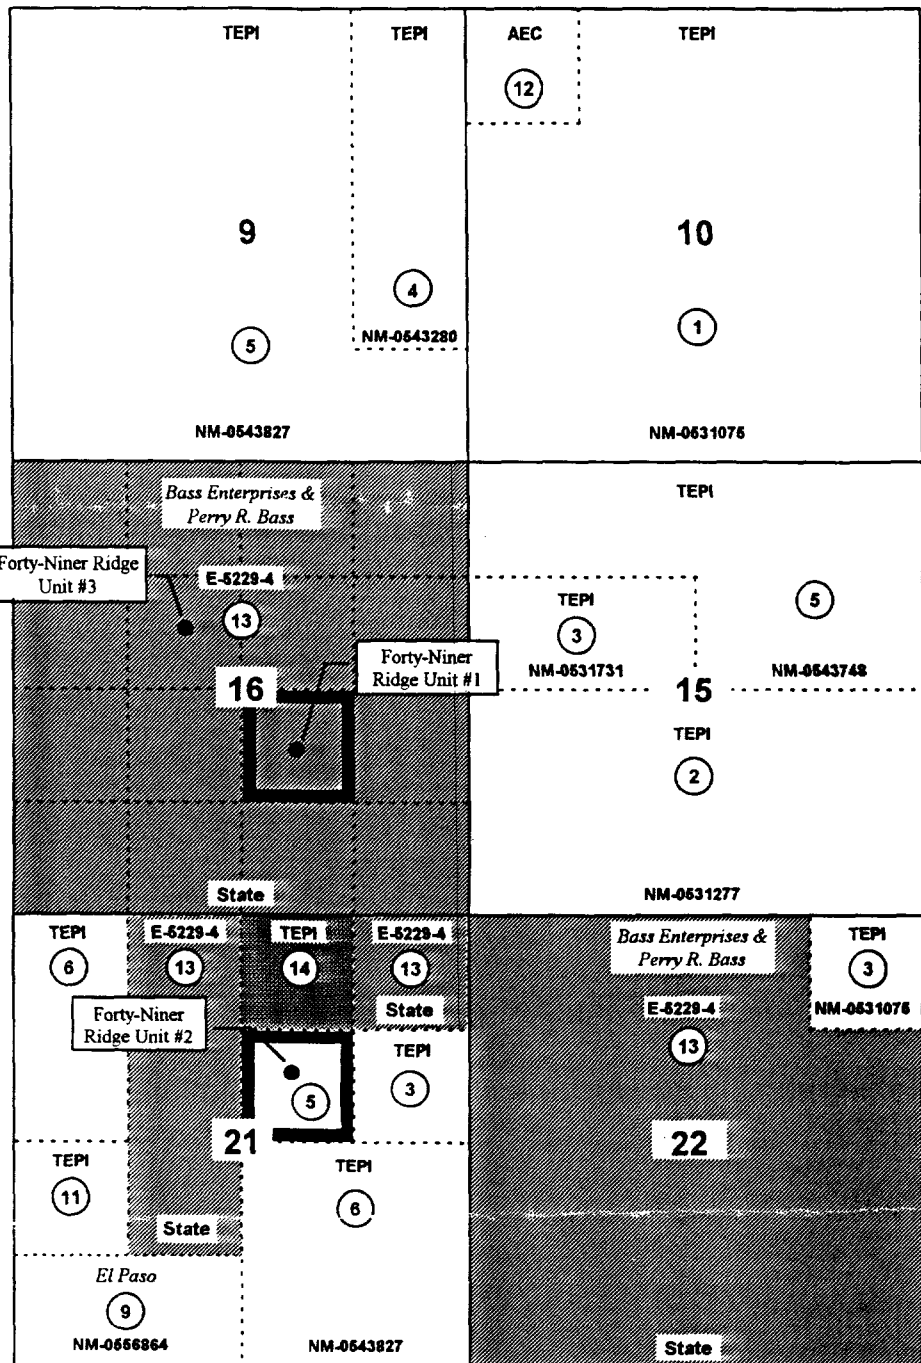 TEPI
TEPI
AEC
TEPI
12
9
10
4
NM-0543280
1
5
NM-0543827
NM-0531075
Bass Enterprises &
Perry R. Bass
TEPI
Forty-Niner Ridge
Unit #3
E-5229-4
13
TEPI
3
NM-0531731
5
NM-0543748
Forty-Niner
Ridge Unit #1
16
15
TEPI
2
State
NM-0531277
TEPI
6
E-5229-4
13
TEPI
14
E-5229-4
13
State
Bass Enterprises &
Perry R. Bass
E-5229-4
13
TEPI
3
NM-0531075
Forty-Niner
Ridge Unit #2
5
TEPI
3
21
22
TEPI
11
TEPI
6
State
El Paso
9
NM-0556864
NM-0543827
State